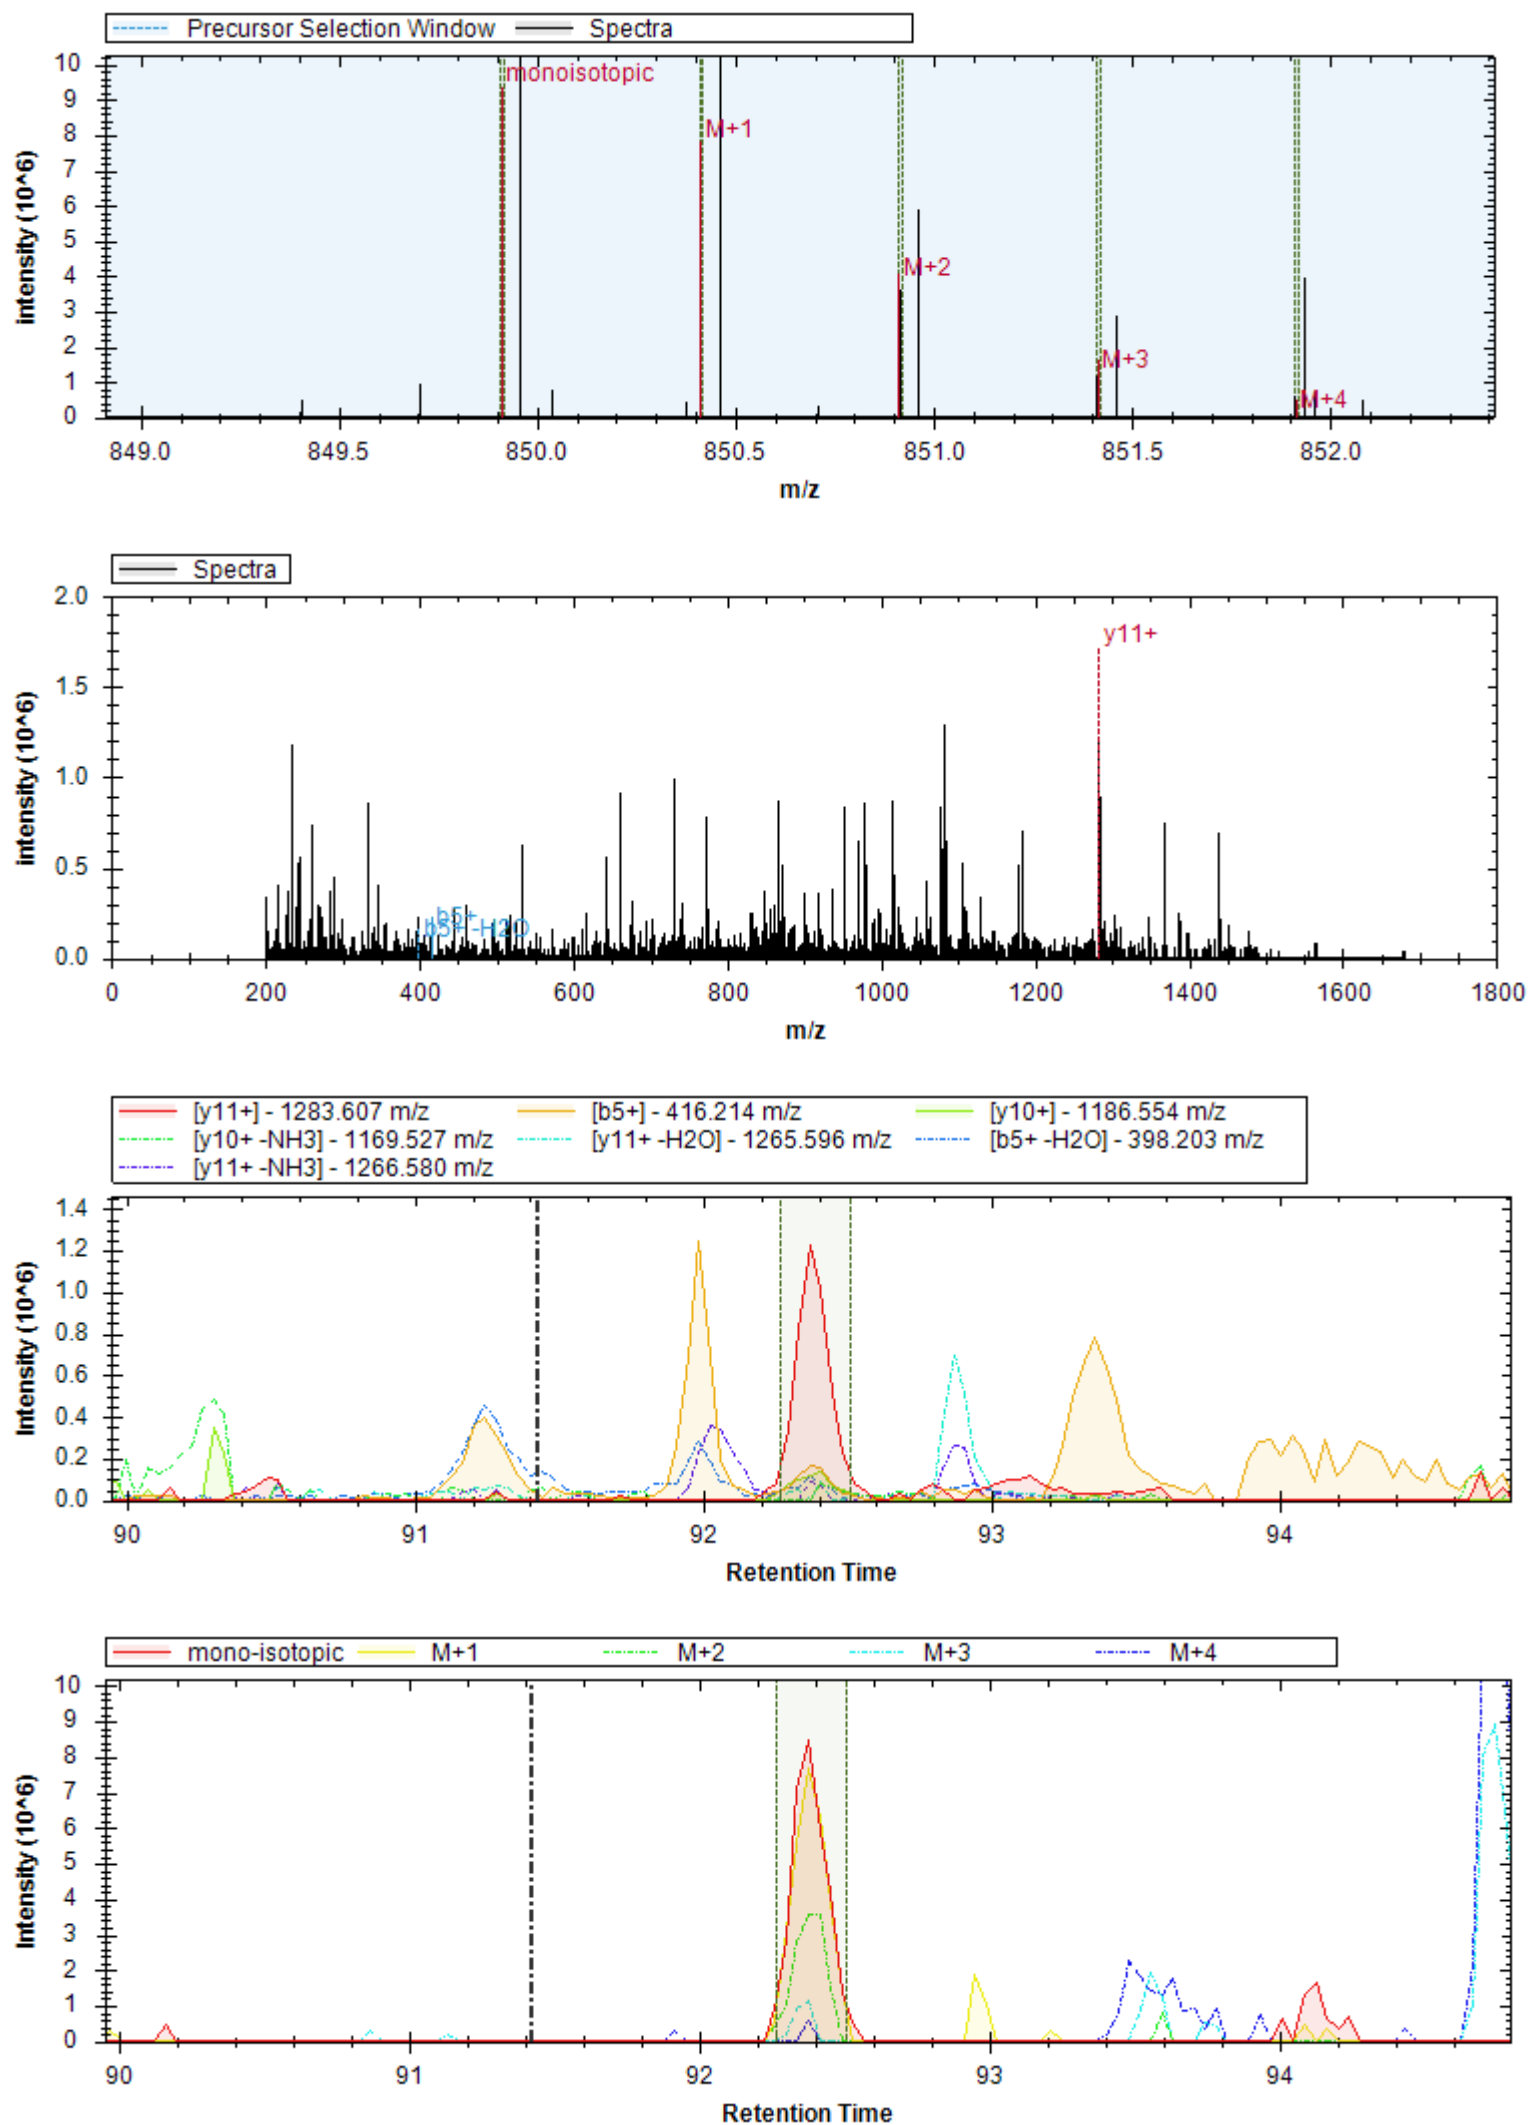 Precursor Selection Window Spectra
10
9
8
7
6
5
4
3
2
1
0
intensity (10^6)
monoisotopic
M+1
M+2
M+3
M+4
849.0 849.5 850.0 850.5 851.0 851.5 852.0
m/z
Spectra
2.0
1.5
1.0
0.5
0.0
intensity (10^6)
y11+
b5+
b5+ -H2O
0 200 400 600 800 1000 1200 1400 1600 1800
m/z
[y11+] - 1283.607 m/z [b5+] - 416.214 m/z [y10+] - 1186.554 m/z
[y10+ -NH3] - 1169.527 m/z [y11+ -H2O] - 1265.596 m/z [b5+ -H2O] - 398.203 m/z
[y11+ -NH3] - 1266.580 m/z
1.4
1.2
1.0
0.8
0.6
0.4
0.2
0.0
Intensity (10^6)
90 91 92 93 94
Retention Time
mono-isotopic M+1 M+2 M+3 M+4
10
9
8
7
6
5
4
3
2
1
0
Intensity (10^6)
90 91 92 93 94
Retention Time